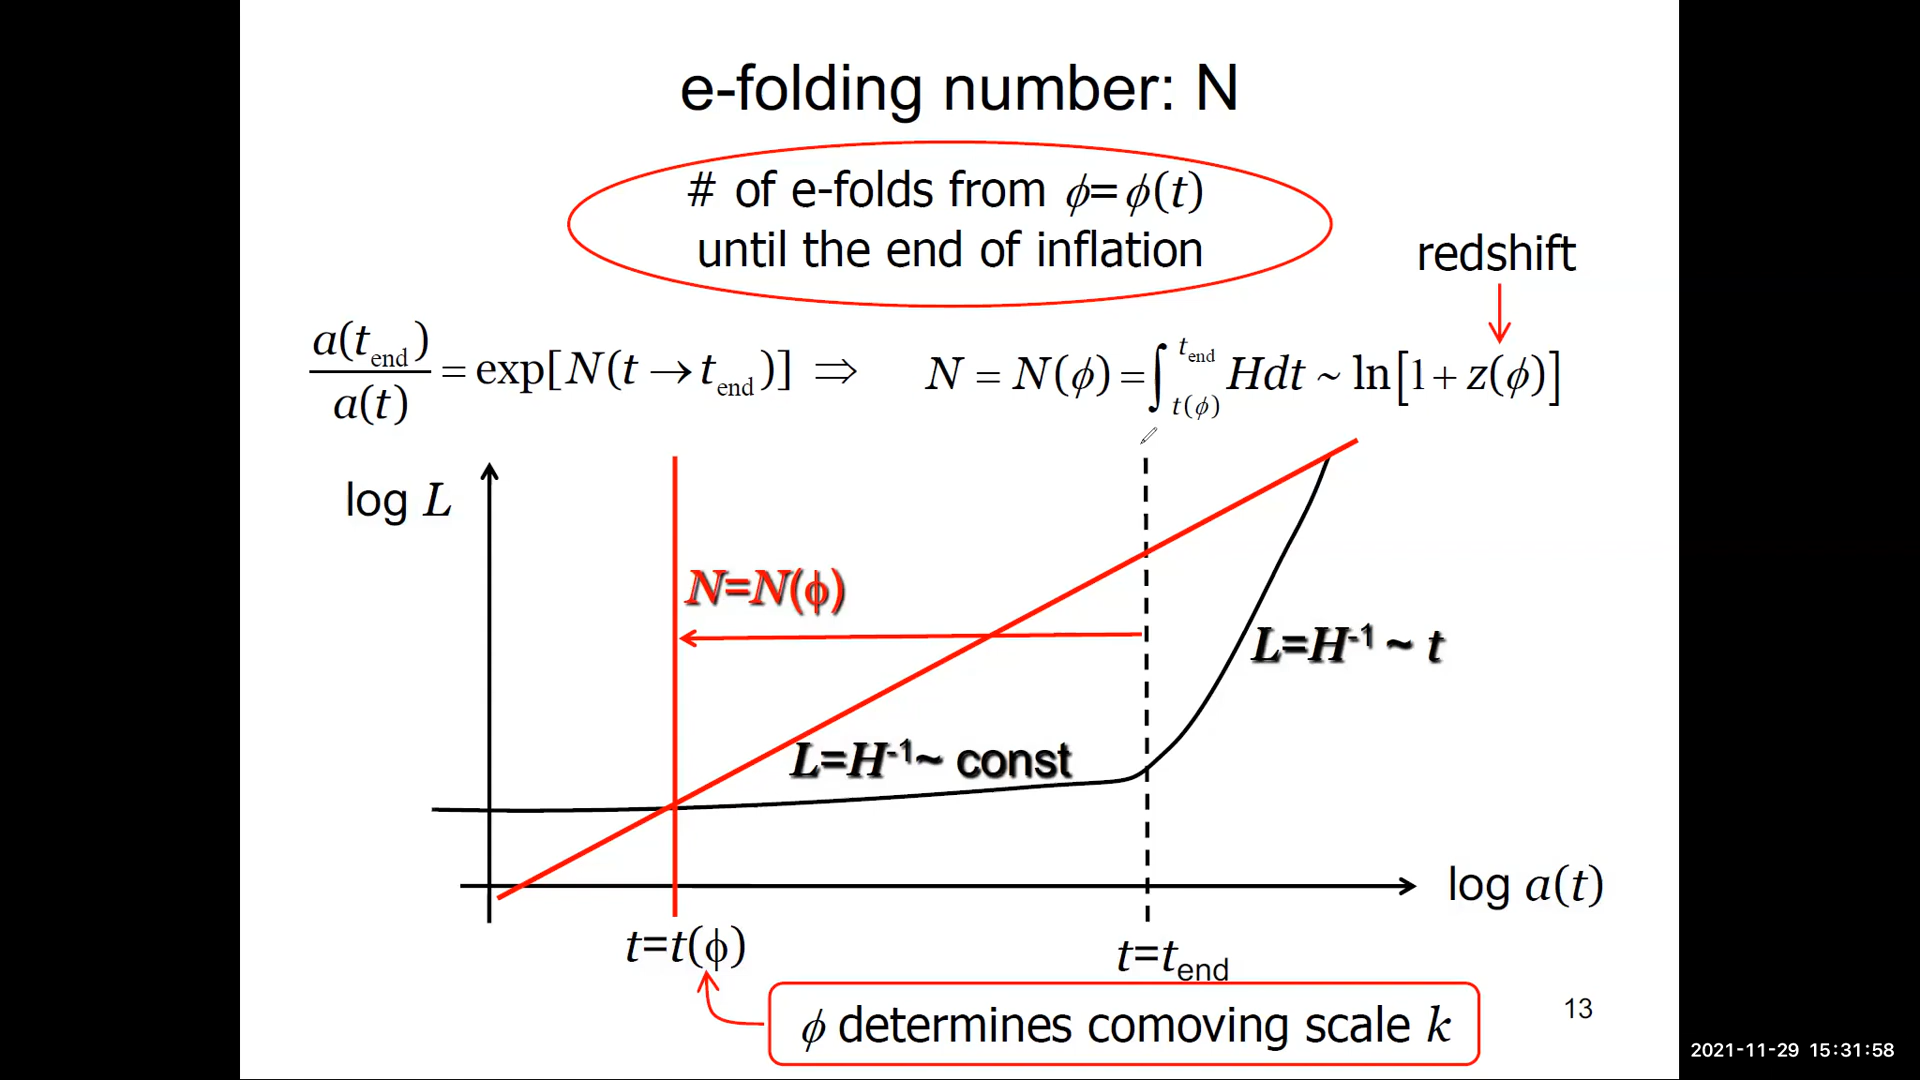 e-folding number: N
# of e-folds from ϕ=ϕ(t)
until the end of inflation
redshift
a(t_end)/a(t) = exp[N(t → t_end)] ⇒ N = N(ϕ) = ∫_{t(ϕ)}^{t_end} Hdt ~ ln[1 + z(ϕ)]
log L
N=N(ϕ)
L=H⁻¹ ~ t
L=H⁻¹~ const
log a(t)
t=t(ϕ)
t=t_end
ϕ determines comoving scale k
13
2021-11-29 15:31:58